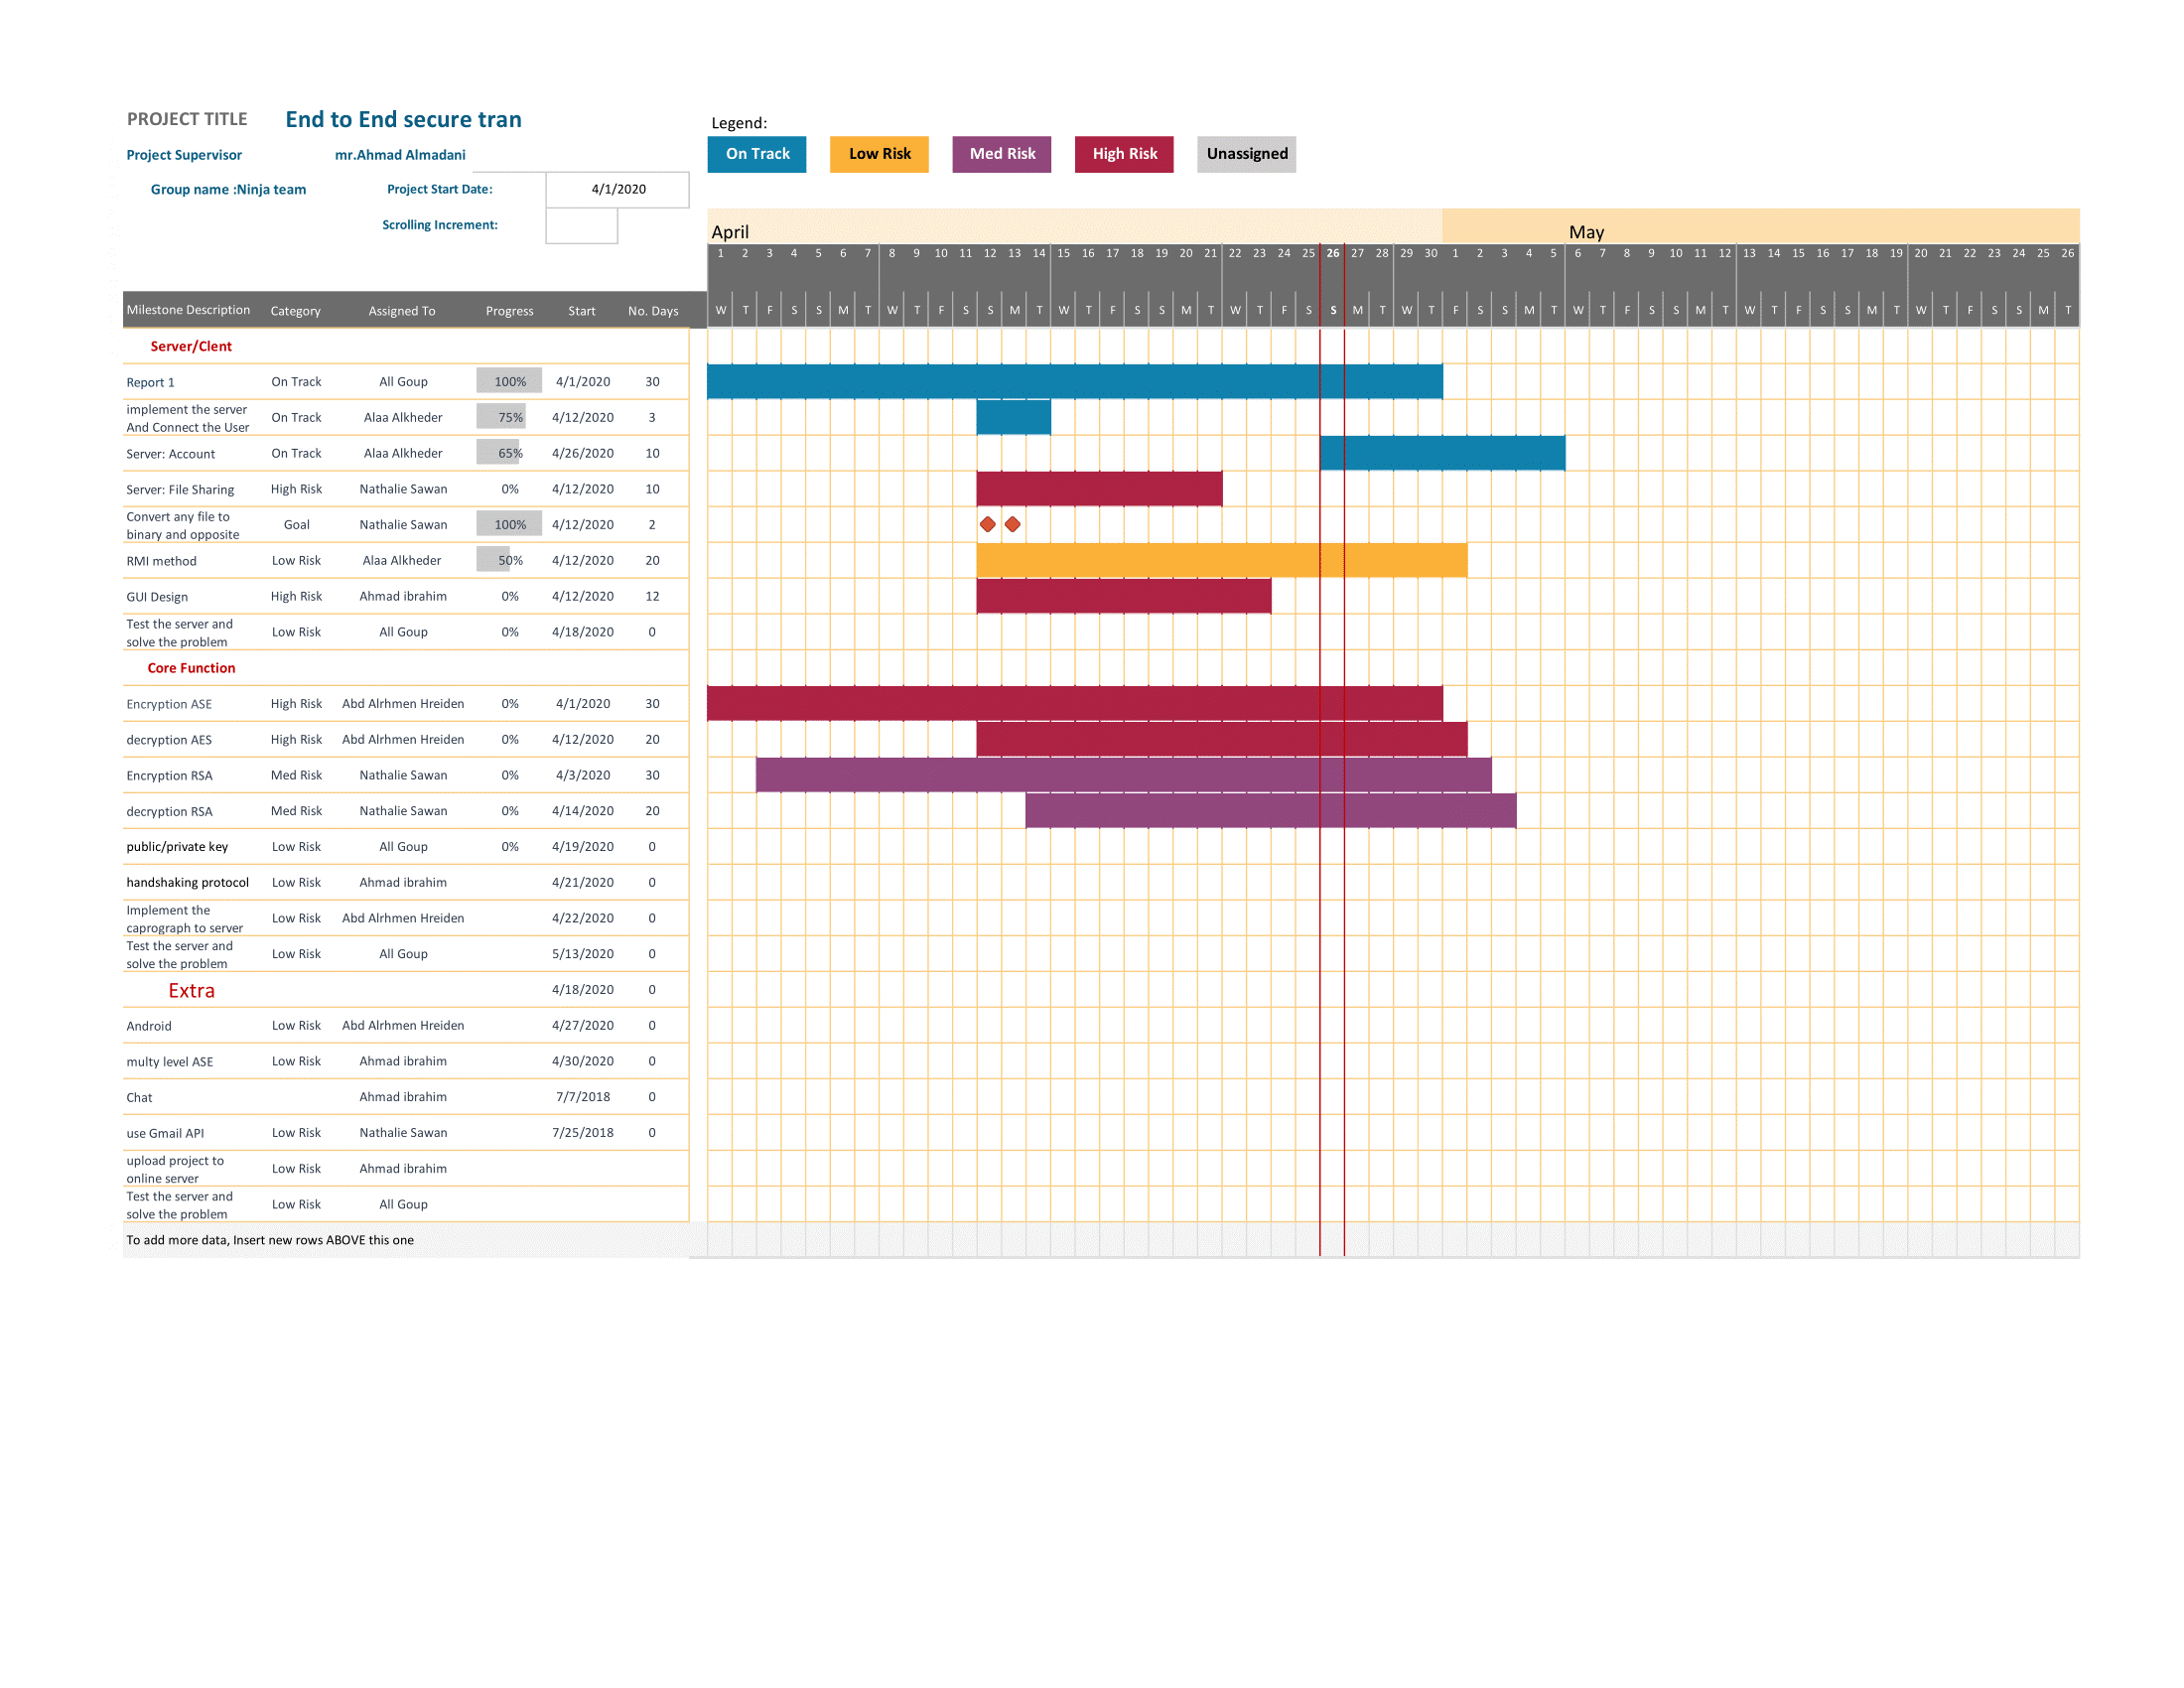 PROJECT TITLE End to End secure tran
Legend:
Project Supervisor mr.Ahmad Almadani
On Track Low Risk Med Risk High Risk Unassigned
Group name :Ninja team Project Start Date: 4/1/2020
Scrolling Increment:
April May
1 2 3 4 5 6 7 8 9 10 11 12 13 14 15 16 17 18 19 20 21 22 23 24 25 26 27 28 29 30 1 2 3 4 5 6 7 8 9 10 11 12 13 14 15 16 17 18 19 20 21 22 23 24 25 26
Milestone Description Category Assigned To Progress Start No. Days W T F S S M T W T F S S M T W T F S S M T W T F S S M T W T F S S M T W T F S S M T W T F S S M T W T F S S M T
Server/Clent
Report 1 On Track All Goup 100% 4/1/2020 30
implement the server
And Connect the User On Track Alaa Alkheder 75% 4/12/2020 3
Server: Account On Track Alaa Alkheder 65% 4/26/2020 10
Server: File Sharing High Risk Nathalie Sawan 0% 4/12/2020 10
Convert any file to
binary and opposite Goal Nathalie Sawan 100% 4/12/2020 2
RMI method Low Risk Alaa Alkheder 50% 4/12/2020 20
GUI Design High Risk Ahmad ibrahim 0% 4/12/2020 12
Test the server and
solve the problem Low Risk All Goup 0% 4/18/2020 0
Core Function
Encryption ASE High Risk Abd Alrhmen Hreiden 0% 4/1/2020 30
decryption AES High Risk Abd Alrhmen Hreiden 0% 4/12/2020 20
Encryption RSA Med Risk Nathalie Sawan 0% 4/3/2020 30
decryption RSA Med Risk Nathalie Sawan 0% 4/14/2020 20
public/private key Low Risk All Goup 0% 4/19/2020 0
handshaking protocol Low Risk Ahmad ibrahim 4/21/2020 0
Implement the
caprograph to server Low Risk Abd Alrhmen Hreiden 4/22/2020 0
Test the server and
solve the problem Low Risk All Goup 5/13/2020 0
Extra 4/18/2020 0
Android Low Risk Abd Alrhmen Hreiden 4/27/2020 0
multy level ASE Low Risk Ahmad ibrahim 4/30/2020 0
Chat Ahmad ibrahim 7/7/2018 0
use Gmail API Low Risk Nathalie Sawan 7/25/2018 0
upload project to
online server Low Risk Ahmad ibrahim
Test the server and
solve the problem Low Risk All Goup
To add more data, Insert new rows ABOVE this one